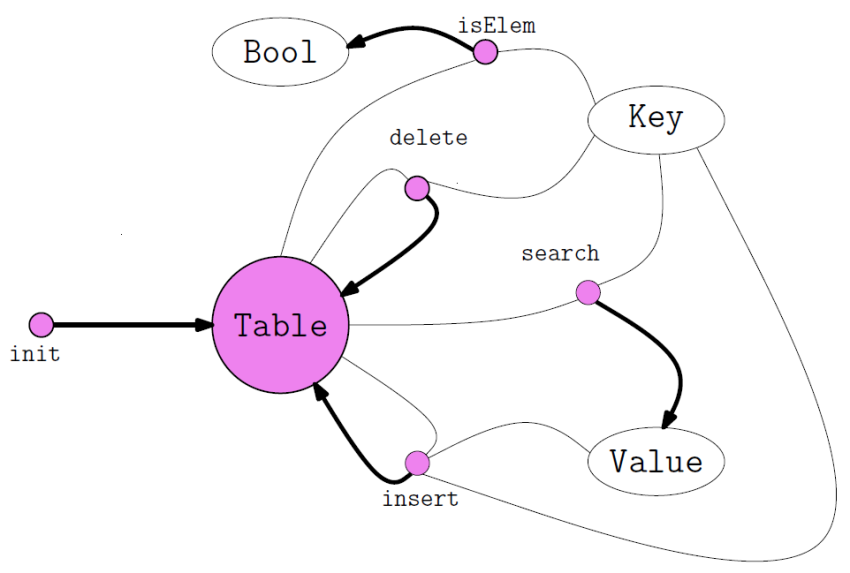 isElem
Bool
Key
delete
search
Table
init
Value
insert